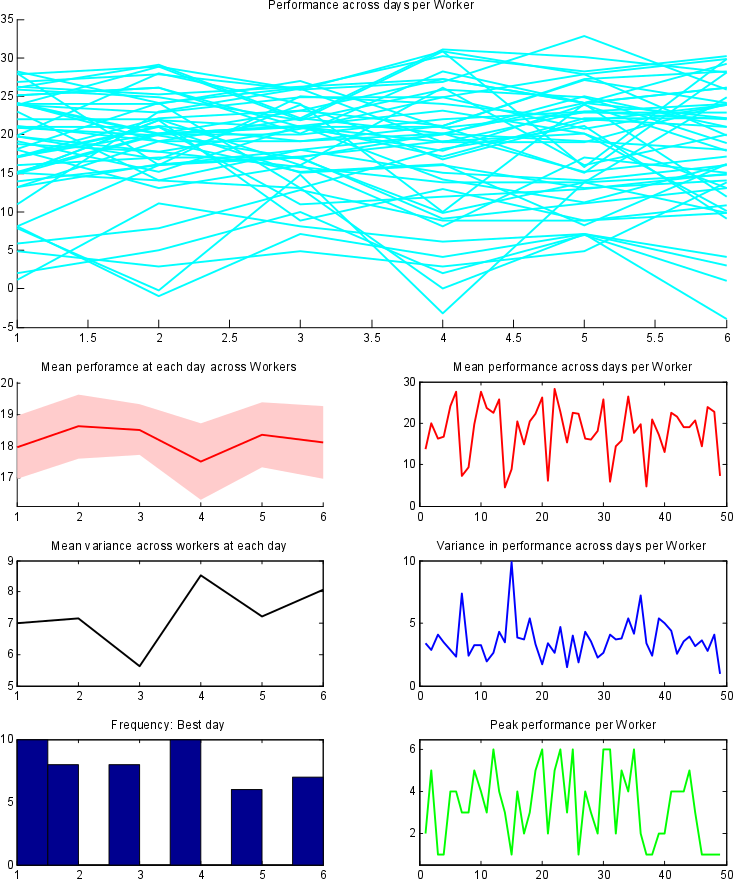 Performance across days per Worker
35
30
25
20
15
10
5
0
-5
1 1.5 2 2.5 3 3.5 4 4.5 5 5.5 6
Mean perforamce at each day across Workers
20
19
18
17
1 2 3 4 5 6
Mean performance across days per Worker
30
20
10
0
0 10 20 30 40 50
Mean variance across workers at each day
9
8
7
6
5
1 2 3 4 5 6
Variance in performance across days per Worker
10
5
0
0 10 20 30 40 50
Frequency: Best day
10
5
0
1 2 3 4 5 6
Peak performance per Worker
6
4
2
0 10 20 30 40 50